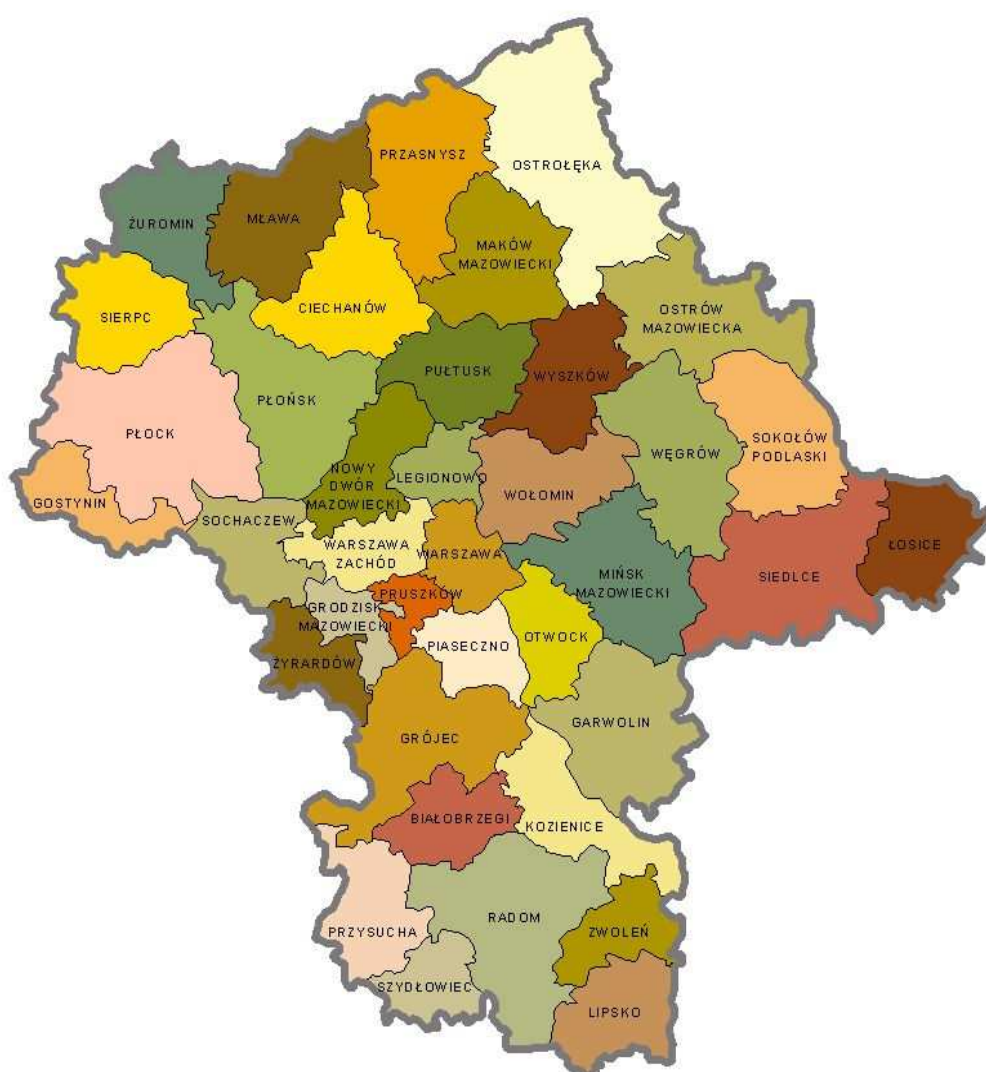 PRZASNYSZ
OSTROŁĘKA
ŻUROMIN
MŁAWA
MAKÓW
MAZOWIECKI
SIERPC
CIECHANÓW
OSTRÓW
MAZOWIECKA
PŁOCK
PŁOŃSK
PUŁTUSK
WYSZKÓW
WĘGRÓW
SOKOŁÓW
PODLASKI
GOSTYNIN
NOWY
DWÓR
MAZOWIECKI
LEGIONOWO
WOŁOMIN
SOCHACZEW
WARSZAWA
ZACHÓD
WARSZAWA
MIŃSK
MAZOWIECKI
SIEDLCE
ŁOSICE
GRODZISK
MAZOWIECKI
PRUSZKÓW
PIASECZNO
OTWOCK
ŻYRARDÓW
GARWOLIN
GRÓJEC
BIAŁOBRZEGI
KOZIENICE
PRZYSUCHA
RADOM
ZWOLEŃ
SZYDŁOWIEC
LIPSKO